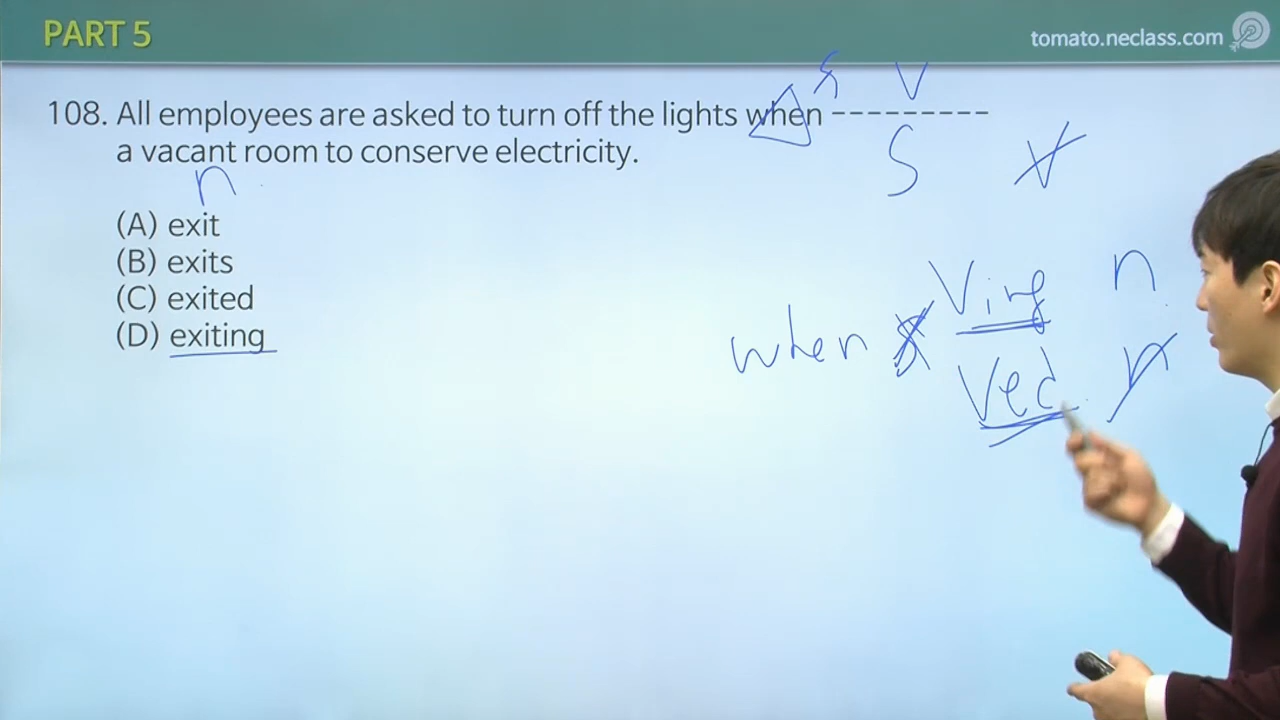 PART 5
tomato.neclass.com
S V
108. All employees are asked to turn off the lights when ----------
a vacant room to conserve electricity.
S V
n
(A) exit
(B) exits
(C) exited
(D) exiting
Ving n
when S
Ved n